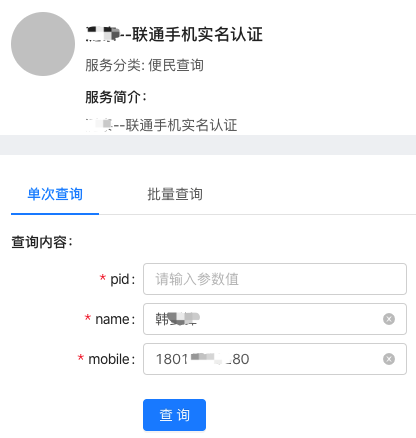 --联通手机实名认证
服务分类: 便民查询
服务简介:
--联通手机实名认证
单次查询 批量查询
查询内容:
* pid: 请输入参数值
* name: 韩
* mobile: 1801 80
查 询